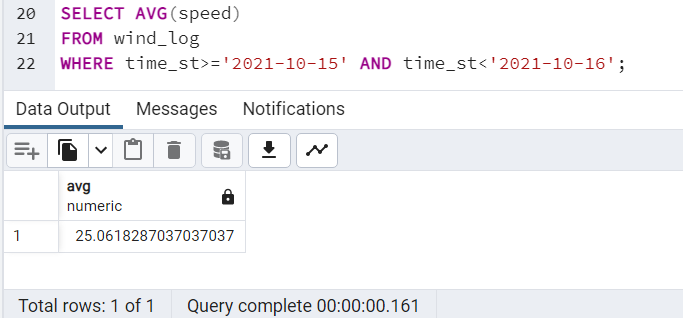 20 SELECT AVG(speed)
21 FROM wind_log
22 WHERE time_st>='2021-10-15' AND time_st<'2021-10-16';
Data Output Messages Notifications
avg
numeric
1 25.0618287037037037
Total rows: 1 of 1 Query complete 00:00:00.161